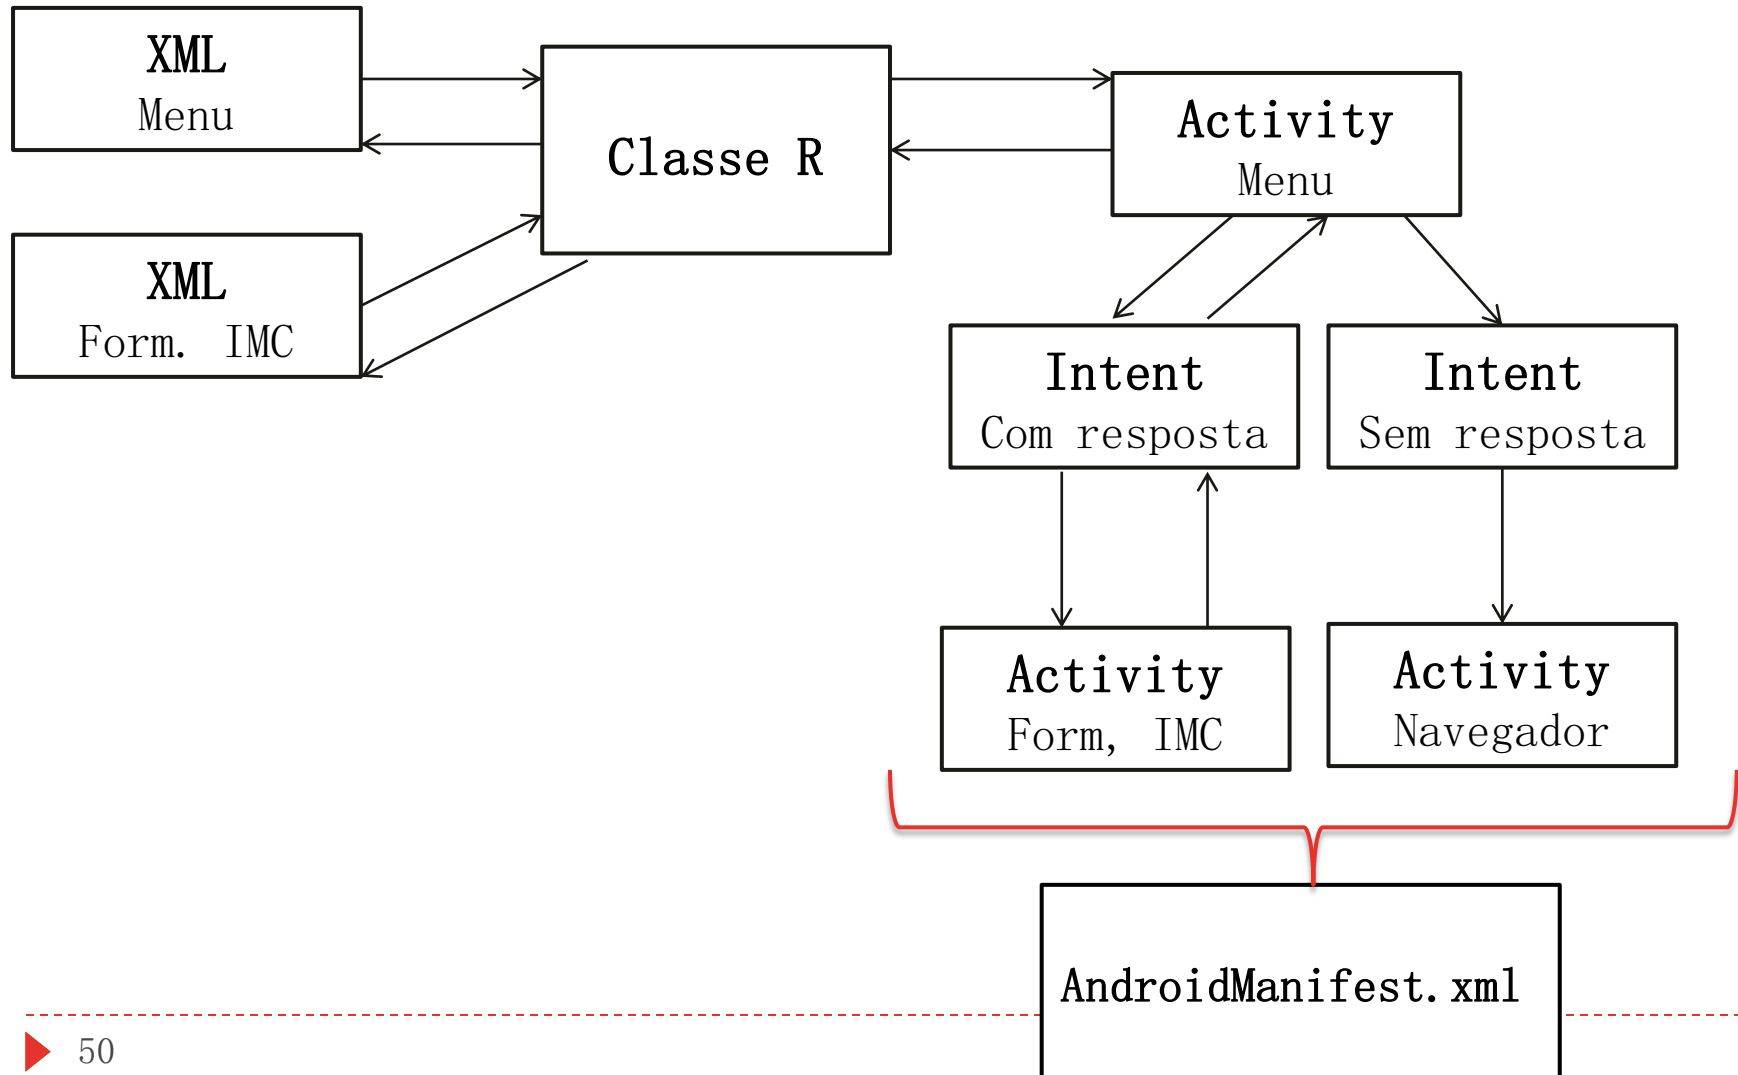 XML
Menu
Classe R
Activity
Menu
XML
Form. IMC
Intent
Com resposta
Intent
Sem resposta
Activity
Form, IMC
Activity
Navegador
AndroidManifest.xml
50